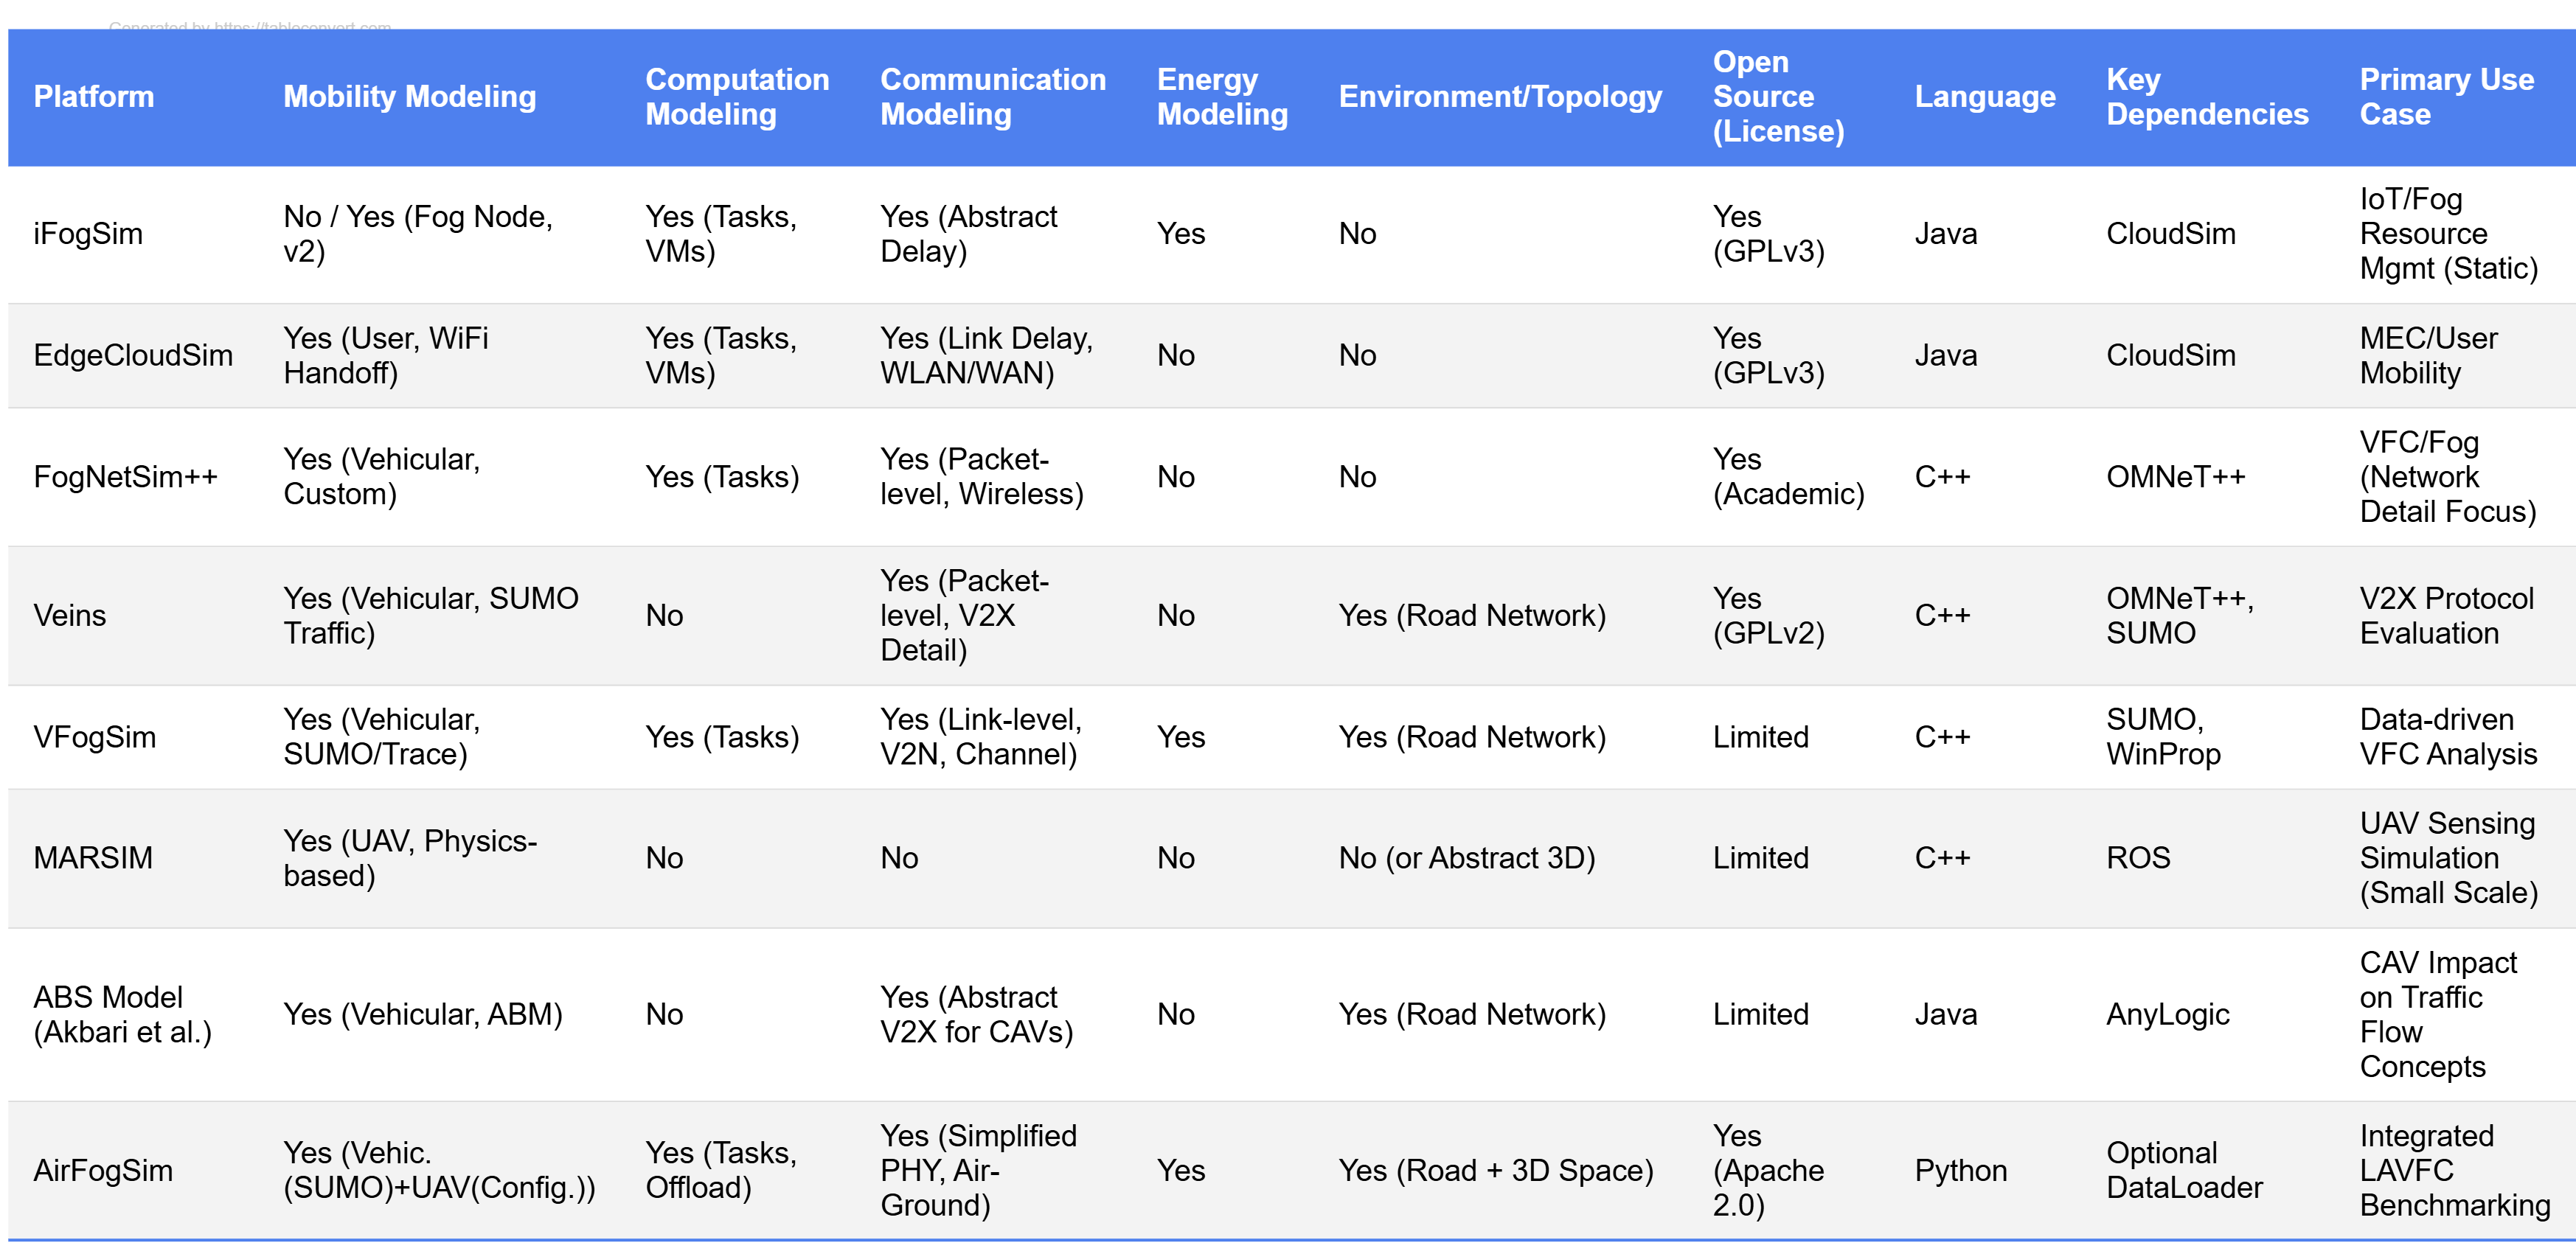 Generated by https://tableconvert.com
Platform
Mobility Modeling
Computation
Modeling
Communication
Modeling
Energy
Modeling
Environment/Topology
Open
Source
(License)
Language
Key
Dependencies
Primary Use
Case
iFogSim
No / Yes (Fog Node,
v2)
Yes (Tasks,
VMs)
Yes (Abstract
Delay)
Yes
No
Yes
(GPLv3)
Java
CloudSim
IoT/Fog
Resource
Mgmt (Static)
EdgeCloudSim
Yes (User, WiFi
Handoff)
Yes (Tasks,
VMs)
Yes (Link Delay,
WLAN/WAN)
No
No
Yes
(GPLv3)
Java
CloudSim
MEC/User
Mobility
FogNetSim++
Yes (Vehicular,
Custom)
Yes (Tasks)
Yes (Packet-
level, Wireless)
No
No
Yes
(Academic)
C++
OMNeT++
VFC/Fog
(Network
Detail Focus)
Veins
Yes (Vehicular, SUMO
Traffic)
No
Yes (Packet-
level, V2X
Detail)
No
Yes (Road Network)
Yes
(GPLv2)
C++
OMNeT++,
SUMO
V2X Protocol
Evaluation
VFogSim
Yes (Vehicular,
SUMO/Trace)
Yes (Tasks)
Yes (Link-level,
V2N, Channel)
Yes
Yes (Road Network)
Limited
C++
SUMO,
WinProp
Data-driven
VFC Analysis
MARSIM
Yes (UAV, Physics-
based)
No
No
No
No (or Abstract 3D)
Limited
C++
ROS
UAV Sensing
Simulation
(Small Scale)
ABS Model
(Akbari et al.)
Yes (Vehicular, ABM)
No
Yes (Abstract
V2X for CAVs)
No
Yes (Road Network)
Limited
Java
AnyLogic
CAV Impact
on Traffic
Flow
Concepts
AirFogSim
Yes (Vehic.
(SUMO)+UAV(Config.))
Yes (Tasks,
Offload)
Yes (Simplified
PHY, Air-
Ground)
Yes
Yes (Road + 3D Space)
Yes
(Apache
2.0)
Python
Optional
DataLoader
Integrated
LAVFC
Benchmarking